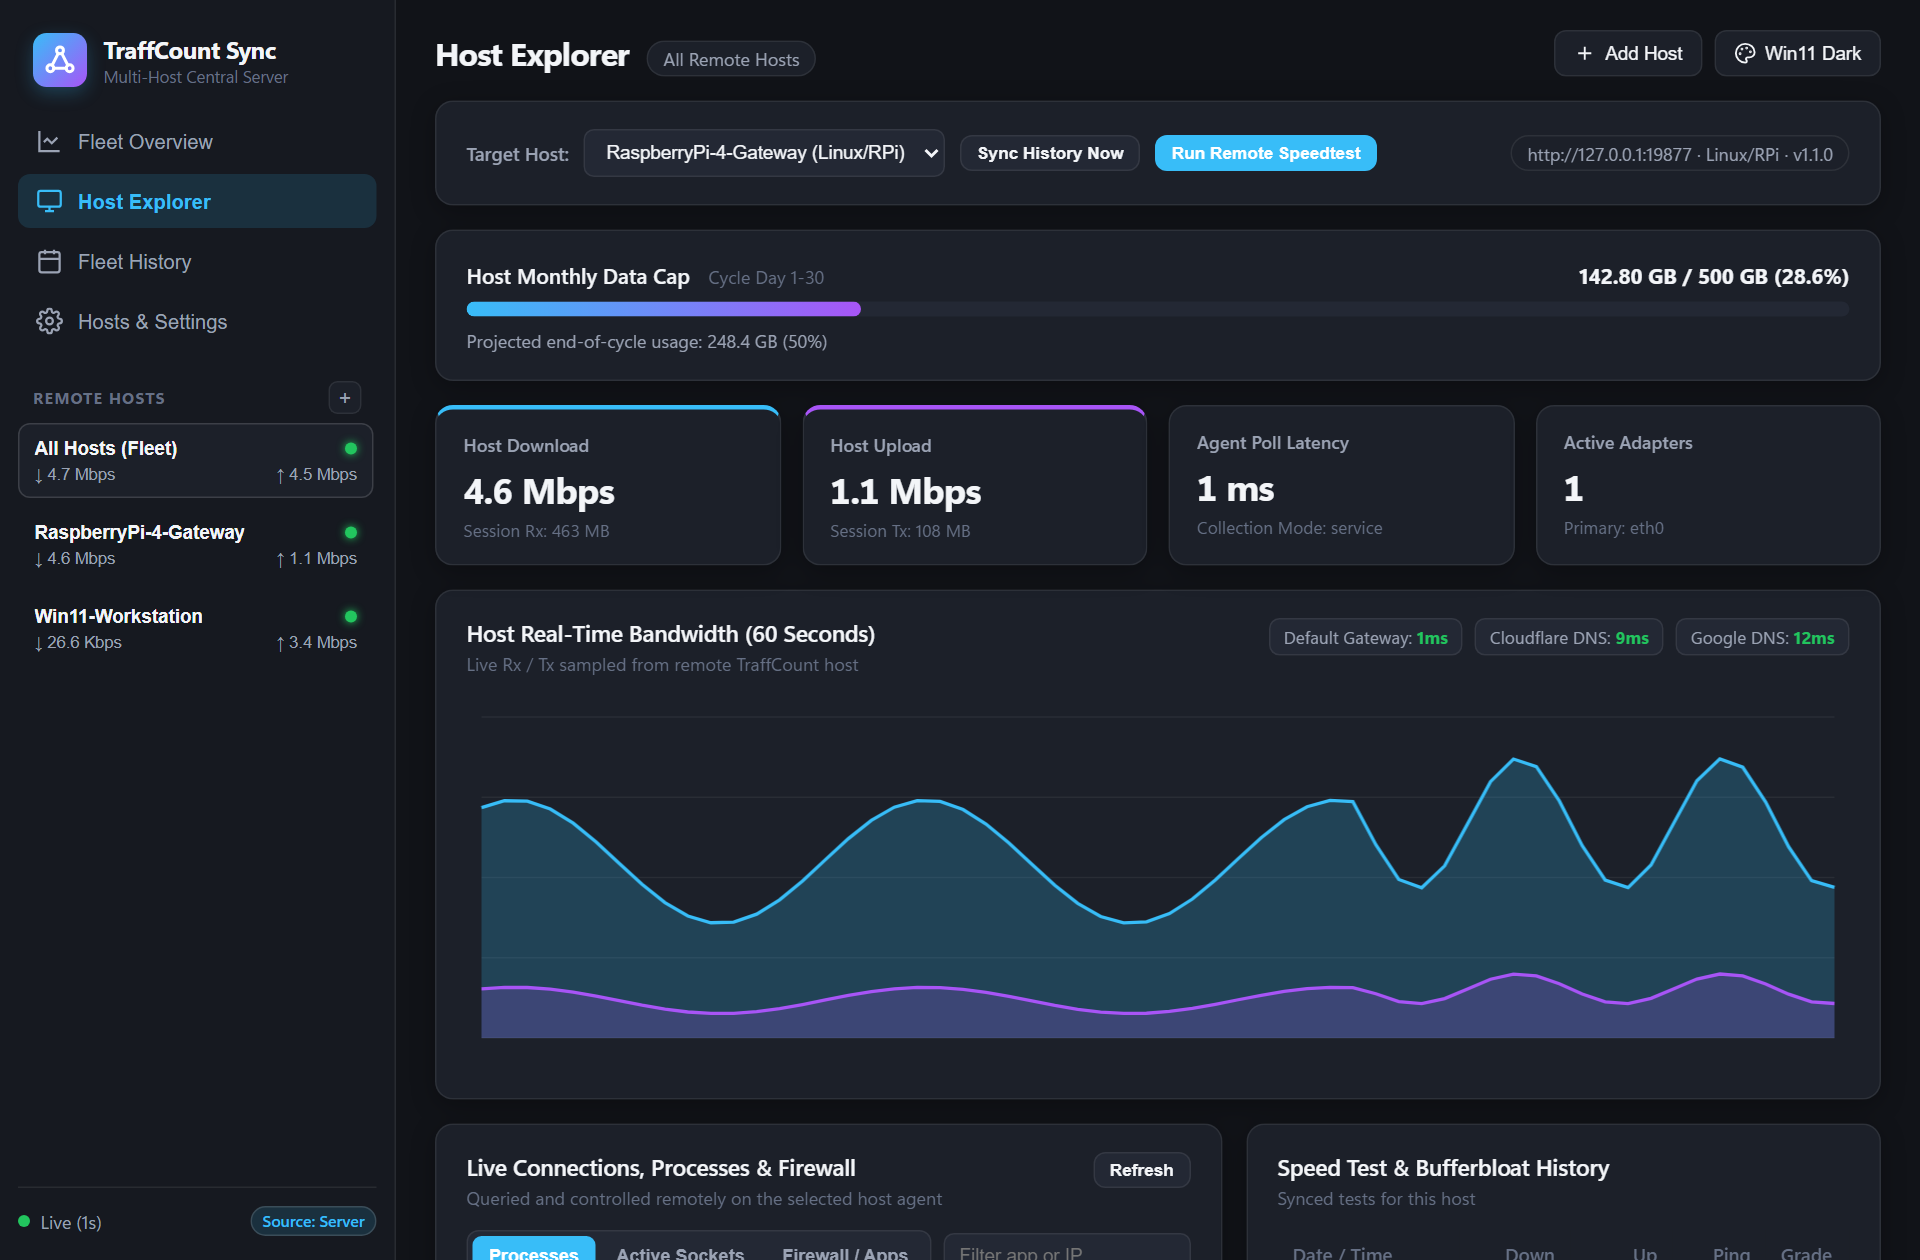 TraffCount Sync
Multi-Host Central Server
Fleet Overview
Host Explorer
Fleet History
Hosts & Settings
REMOTE HOSTS
+
All Hosts (Fleet)
↓ 4.7 Mbps ↑ 4.5 Mbps
RaspberryPi-4-Gateway
↓ 4.6 Mbps ↑ 1.1 Mbps
Win11-Workstation
↓ 26.6 Kbps ↑ 3.4 Mbps
Live (1s) Source: Server
Host Explorer All Remote Hosts
+ Add Host Win11 Dark
Target Host: RaspberryPi-4-Gateway (Linux/RPi) Sync History Now Run Remote Speedtest http://127.0.0.1:19877 · Linux/RPi · v1.1.0
Host Monthly Data Cap Cycle Day 1-30 142.80 GB / 500 GB (28.6%)
Projected end-of-cycle usage: 248.4 GB (50%)
Host Download
4.6 Mbps
Session Rx: 463 MB
Host Upload
1.1 Mbps
Session Tx: 108 MB
Agent Poll Latency
1 ms
Collection Mode: service
Active Adapters
1
Primary: eth0
Host Real-Time Bandwidth (60 Seconds)
Live Rx / Tx sampled from remote TraffCount host
Default Gateway: 1ms Cloudflare DNS: 9ms Google DNS: 12ms
Live Connections, Processes & Firewall
Queried and controlled remotely on the selected host agent
Refresh
Processes Active Sockets Firewall / Apps Filter app or IP
Speed Test & Bufferbloat History
Synced tests for this host
Date / Time Down Up Ping Grade